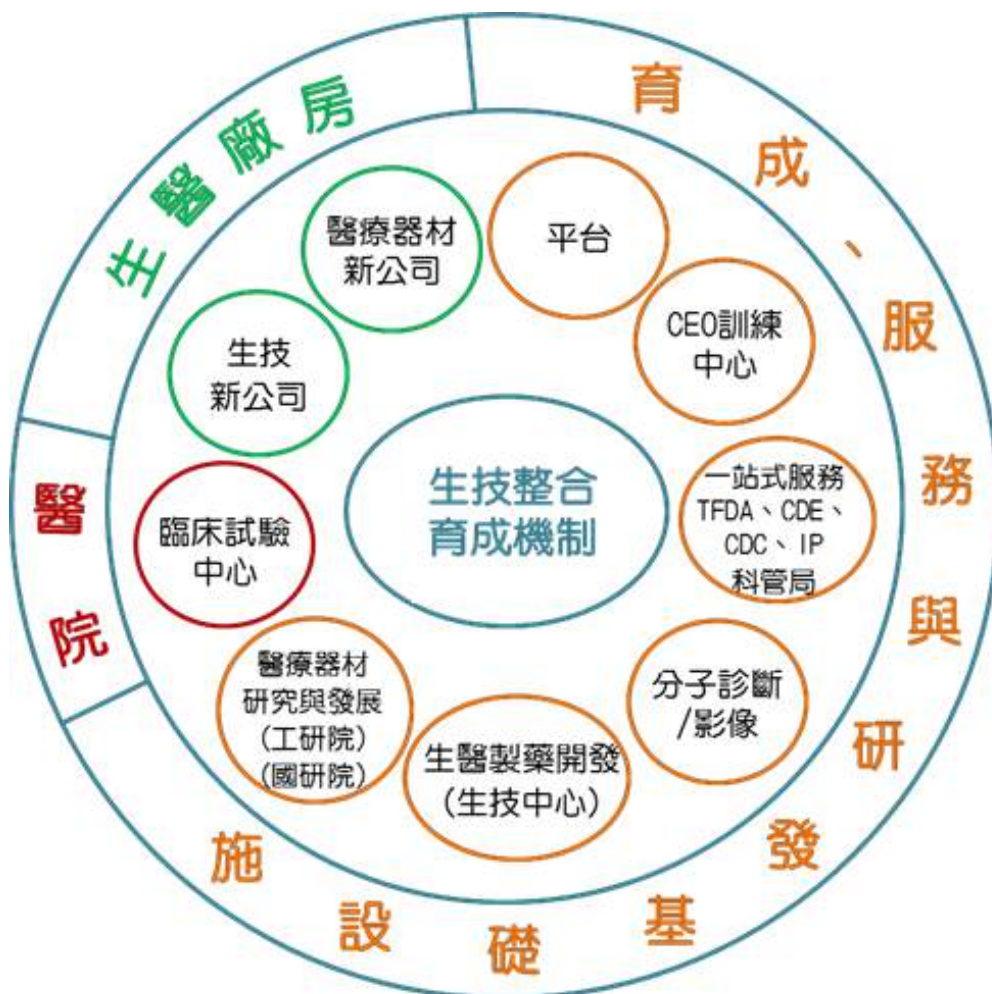 生醫廠房
育成、服務與研發基礎設施
醫院
醫療器材
新公司
平台
CEO訓練
中心
生技
新公司
生技整合
育成機制
一站式服務
TFDA、CDE、
CDC、IP
科管局
臨床試驗
中心
分子診斷
/影像
醫療器材
研究與發展
(工研院)
(國研院)
生醫製藥開發
(生技中心)